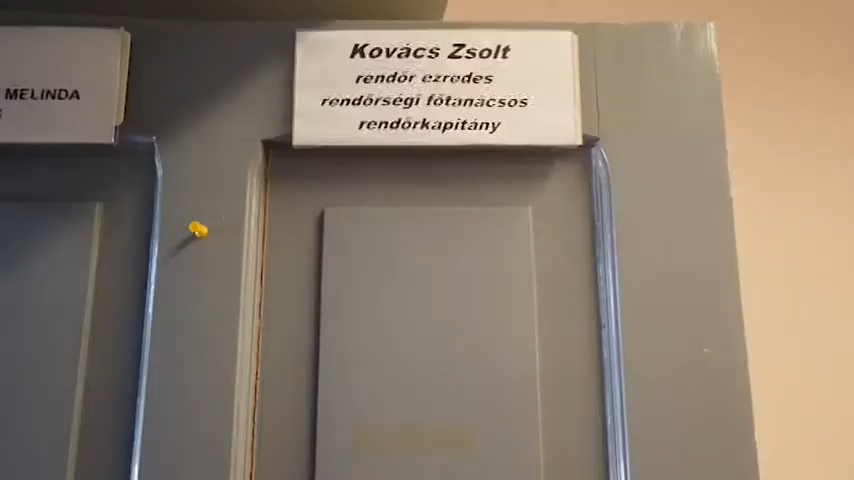 MELINDA
Kovács Zsolt
rendőr ezredes
rendőrségi főtanácsos
rendőrkapitány